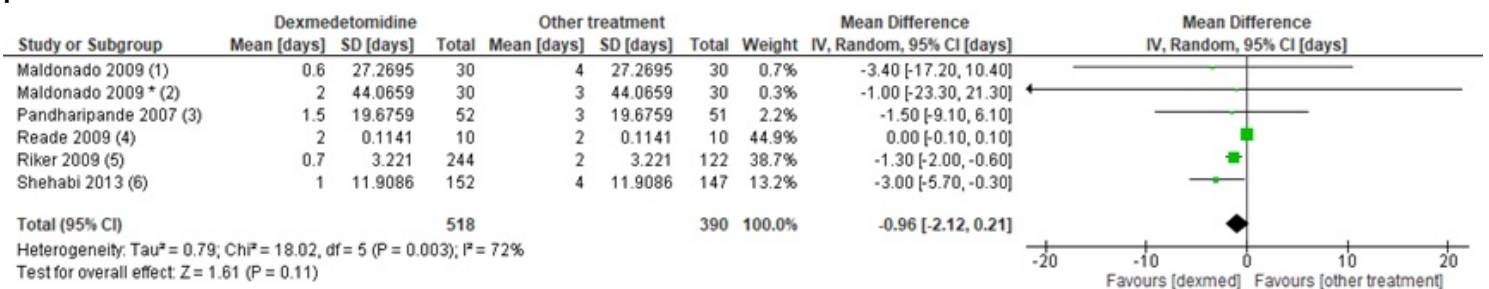 Dexmedetomidine Other treatment Mean Difference Mean Difference
Study or Subgroup Mean [days] SD [days] Total Mean [days] SD [days] Total Weight IV, Random, 95% CI [days] IV, Random, 95% CI [days]
Maldonado 2009 (1) 0.6 27.2695 30 4 27.2695 30 0.7% -3.40 [-17.20, 10.40]
Maldonado 2009 * (2) 2 44.0659 30 3 44.0659 30 0.3% -1.00 [-23.30, 21.30]
Pandharipande 2007 (3) 1.5 19.6759 52 3 19.6759 51 2.2% -1.50 [-9.10, 6.10]
Reade 2009 (4) 2 0.1141 10 2 0.1141 10 44.9% 0.00 [-0.10, 0.10]
Riker 2009 (5) 0.7 3.221 244 2 3.221 122 38.7% -1.30 [-2.00, -0.60]
Shehabi 2013 (6) 1 11.9086 152 4 11.9086 147 13.2% -3.00 [-5.70, -0.30]
Total (95% CI) 518 390 100.0% -0.96 [-2.12, 0.21]
Heterogeneity: Tau² = 0.79; Chi² = 18.02, df = 5 (P = 0.003); I² = 72%
Test for overall effect: Z = 1.61 (P = 0.11)
-20 -10 0 10 20
Favours [dexmed] Favours [other treatment]